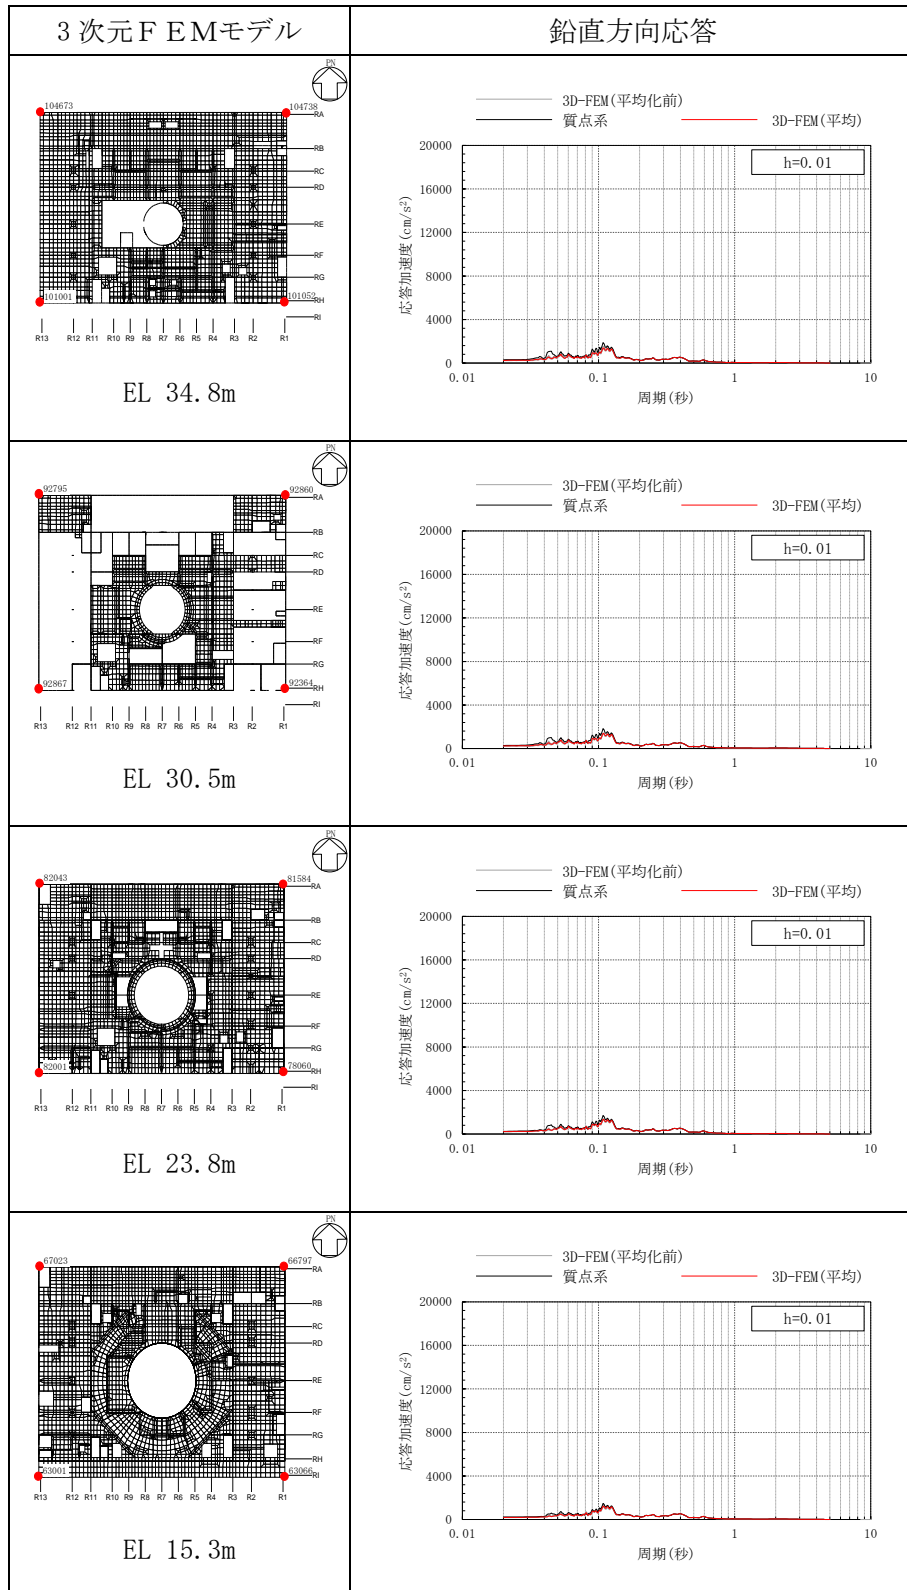 3次元ＦＥＭモデル
鉛直方向応答
PN
104673
104738
RA
RB
RC
RD
RE
RF
RG
101001
101052
RH
RI
R13 R12 R11 R10 R9 R8 R7 R6 R5 R4 R3 R2 R1
EL 34.8m
3D-FEM(平均化前)
質点系
3D-FEM(平均)
h=0.01
応答加速度(cm/s²)
20000
16000
12000
8000
4000
0
0.01 0.1 1 10
周期(秒)
PN
92795
92860
RA
RB
RC
RD
RE
RF
RG
92867
92364
RH
RI
R13 R12 R11 R10 R9 R8 R7 R6 R5 R4 R3 R2 R1
EL 30.5m
3D-FEM(平均化前)
質点系
3D-FEM(平均)
h=0.01
応答加速度(cm/s²)
20000
16000
12000
8000
4000
0
0.01 0.1 1 10
周期(秒)
PN
82043
81584
RA
RB
RC
RD
RE
RF
RG
82001
78060
RH
RI
R13 R12 R11 R10 R9 R8 R7 R6 R5 R4 R3 R2 R1
EL 23.8m
3D-FEM(平均化前)
質点系
3D-FEM(平均)
h=0.01
応答加速度(cm/s²)
20000
16000
12000
8000
4000
0
0.01 0.1 1 10
周期(秒)
PN
67023
66797
RA
RB
RC
RD
RE
RF
RG
RH
63001
63066
RI
R13 R12 R11 R10 R9 R8 R7 R6 R5 R4 R3 R2 R1
EL 15.3m
3D-FEM(平均化前)
質点系
3D-FEM(平均)
h=0.01
応答加速度(cm/s²)
20000
16000
12000
8000
4000
0
0.01 0.1 1 10
周期(秒)